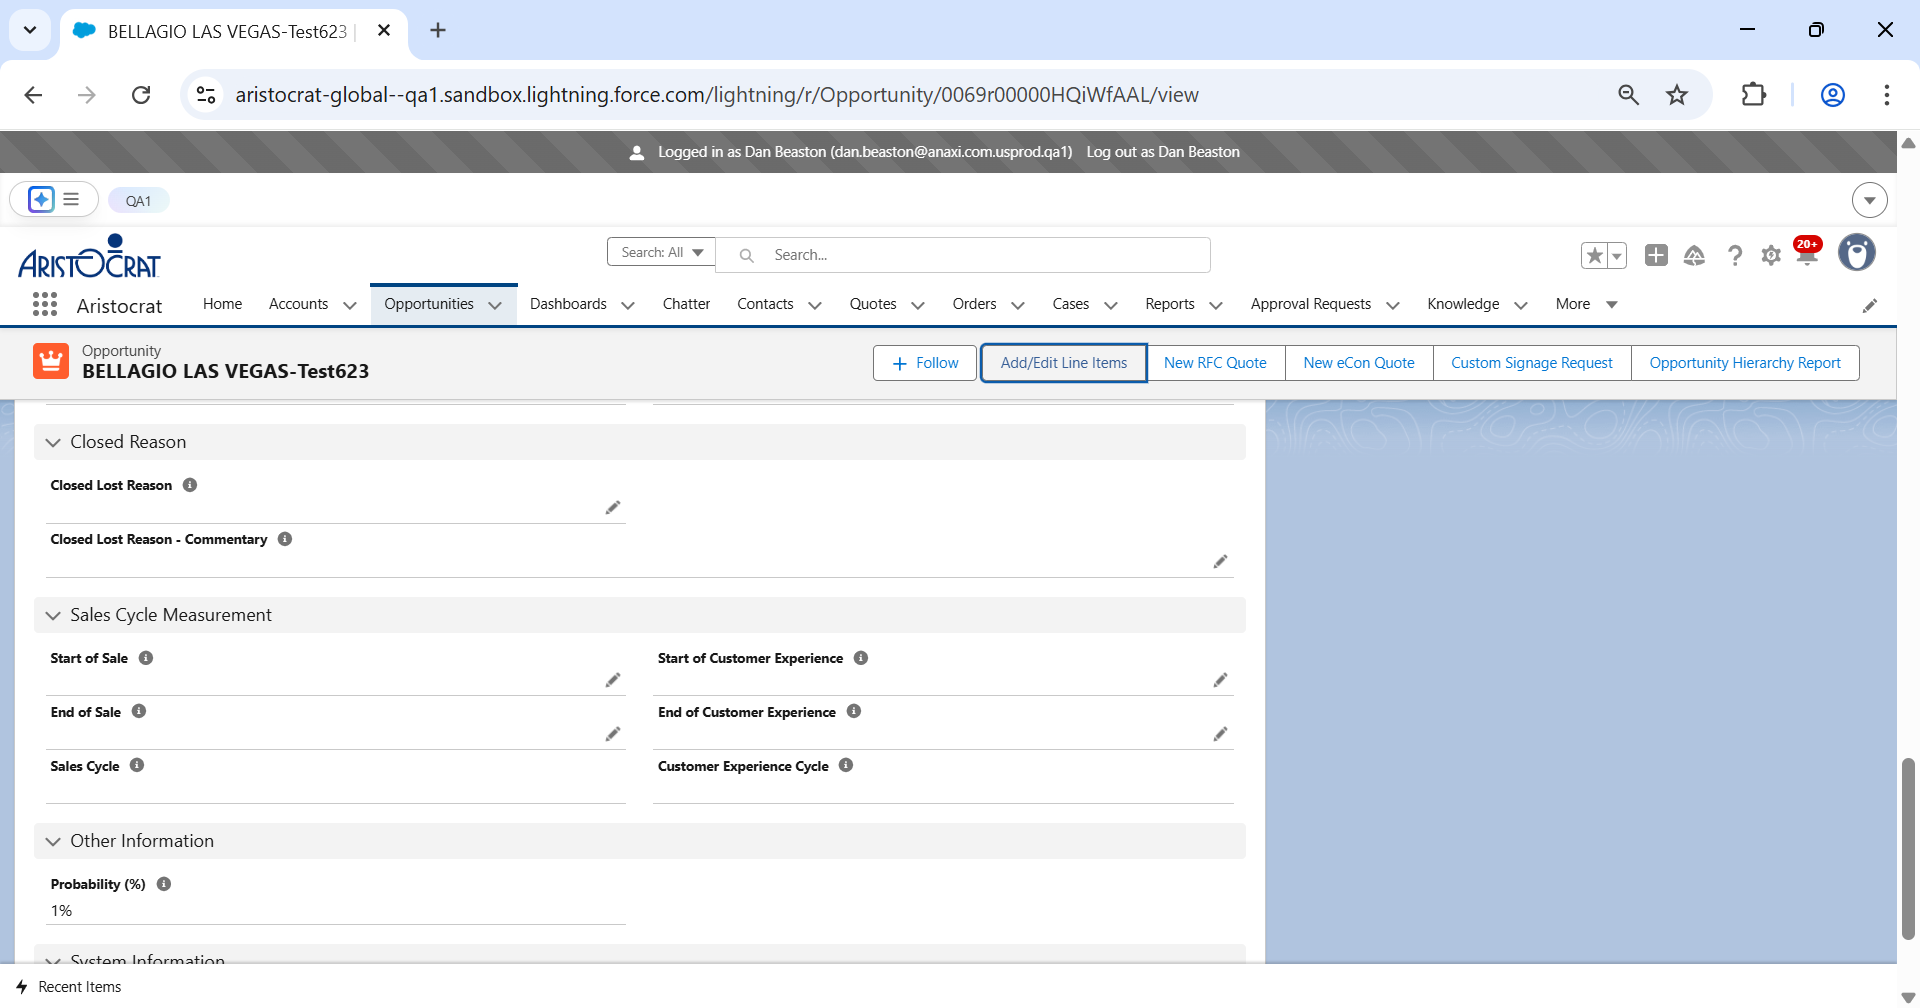 BELLAGIO LAS VEGAS-Test623
aristocrat-global--qa1.sandbox.lightning.force.com/lightning/r/Opportunity/0069r00000HQiWfAAL/view
Logged in as Dan Beaston (dan.beaston@anaxi.com.usprod.qa1) Log out as Dan Beaston
QA1
ARISTOCRAT
Search: All Search...
20+
Aristocrat Home Accounts Opportunities Dashboards Chatter Contacts Quotes Orders Cases Reports Approval Requests Knowledge More
Opportunity
BELLAGIO LAS VEGAS-Test623
Follow Add/Edit Line Items New RFC Quote New eCon Quote Custom Signage Request Opportunity Hierarchy Report
Closed Reason
Closed Lost Reason
Closed Lost Reason - Commentary
Sales Cycle Measurement
Start of Sale Start of Customer Experience
End of Sale End of Customer Experience
Sales Cycle Customer Experience Cycle
Other Information
Probability (%)
1%
System Information
Recent Items